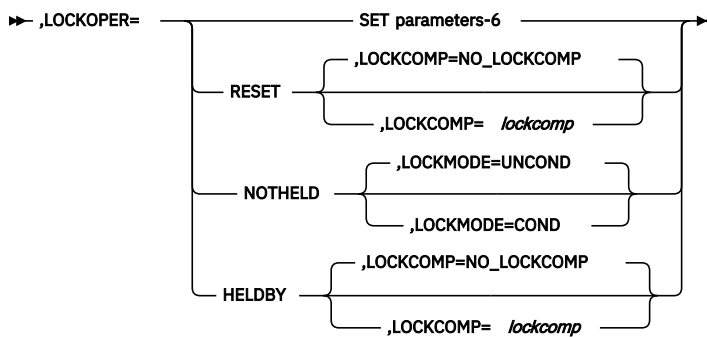 ,LOCKOPER= SET parameters-6
,LOCKCOMP=NO_LOCKCOMP
RESET
,LOCKCOMP= lockcomp
,LOCKMODE=UNCOND
NOTHELD
,LOCKMODE=COND
,LOCKCOMP=NO_LOCKCOMP
HELDBY
,LOCKCOMP= lockcomp